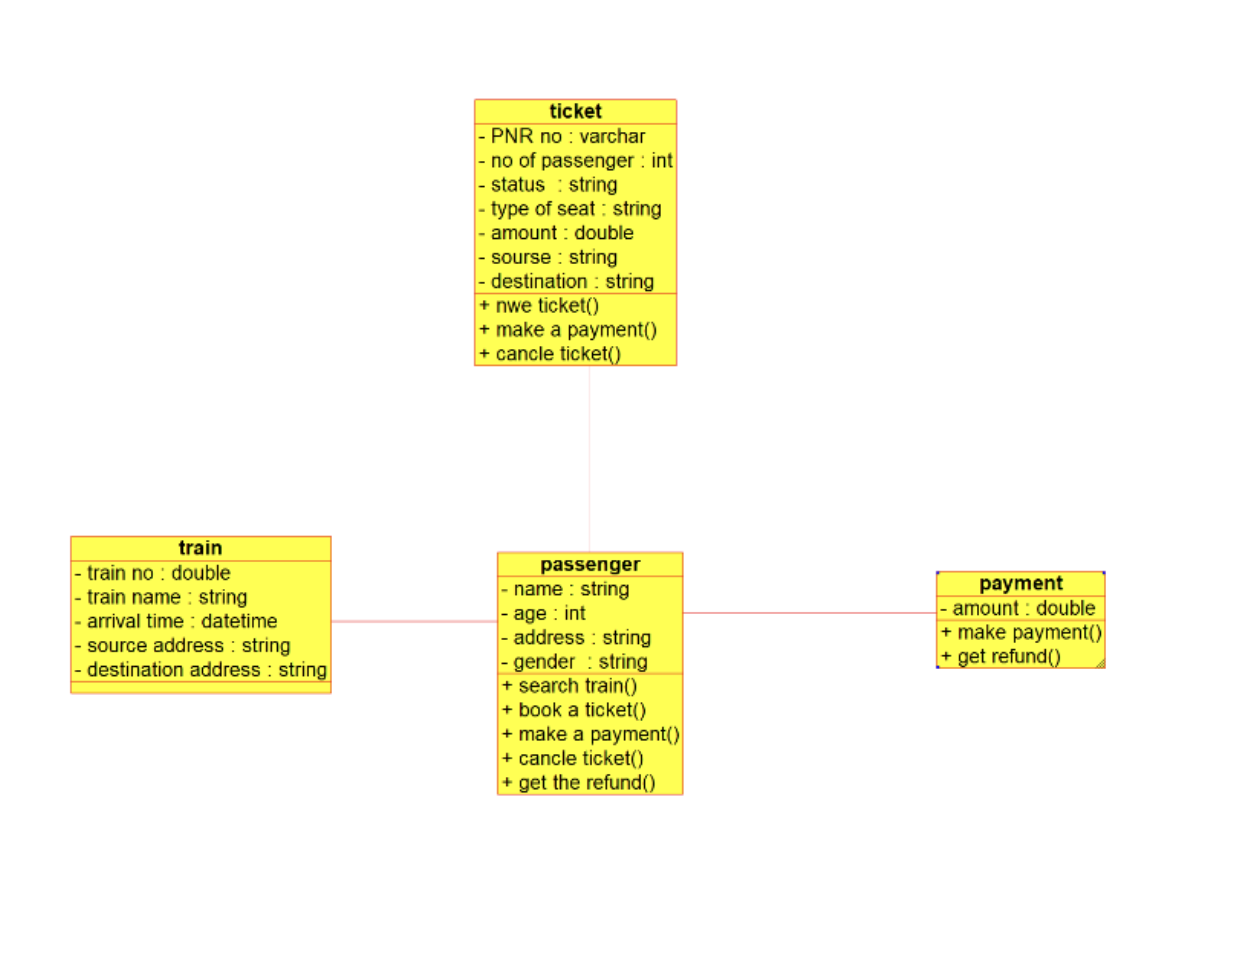 ticket
- PNR no : varchar
- no of passenger : int
- status  : string
- type of seat : string
- amount : double
- sourse : string
- destination : string
+ nwe ticket()
+ make a payment()
+ cancle ticket()
train
- train no : double
- train name : string
- arrival time : datetime
- source address : string
- destination address : string
passenger
- name : string
- age : int
- address : string
- gender  : string
+ search train()
+ book a ticket()
+ make a payment()
+ cancle ticket()
+ get the refund()
payment
- amount : double
+ make payment()
+ get refund()